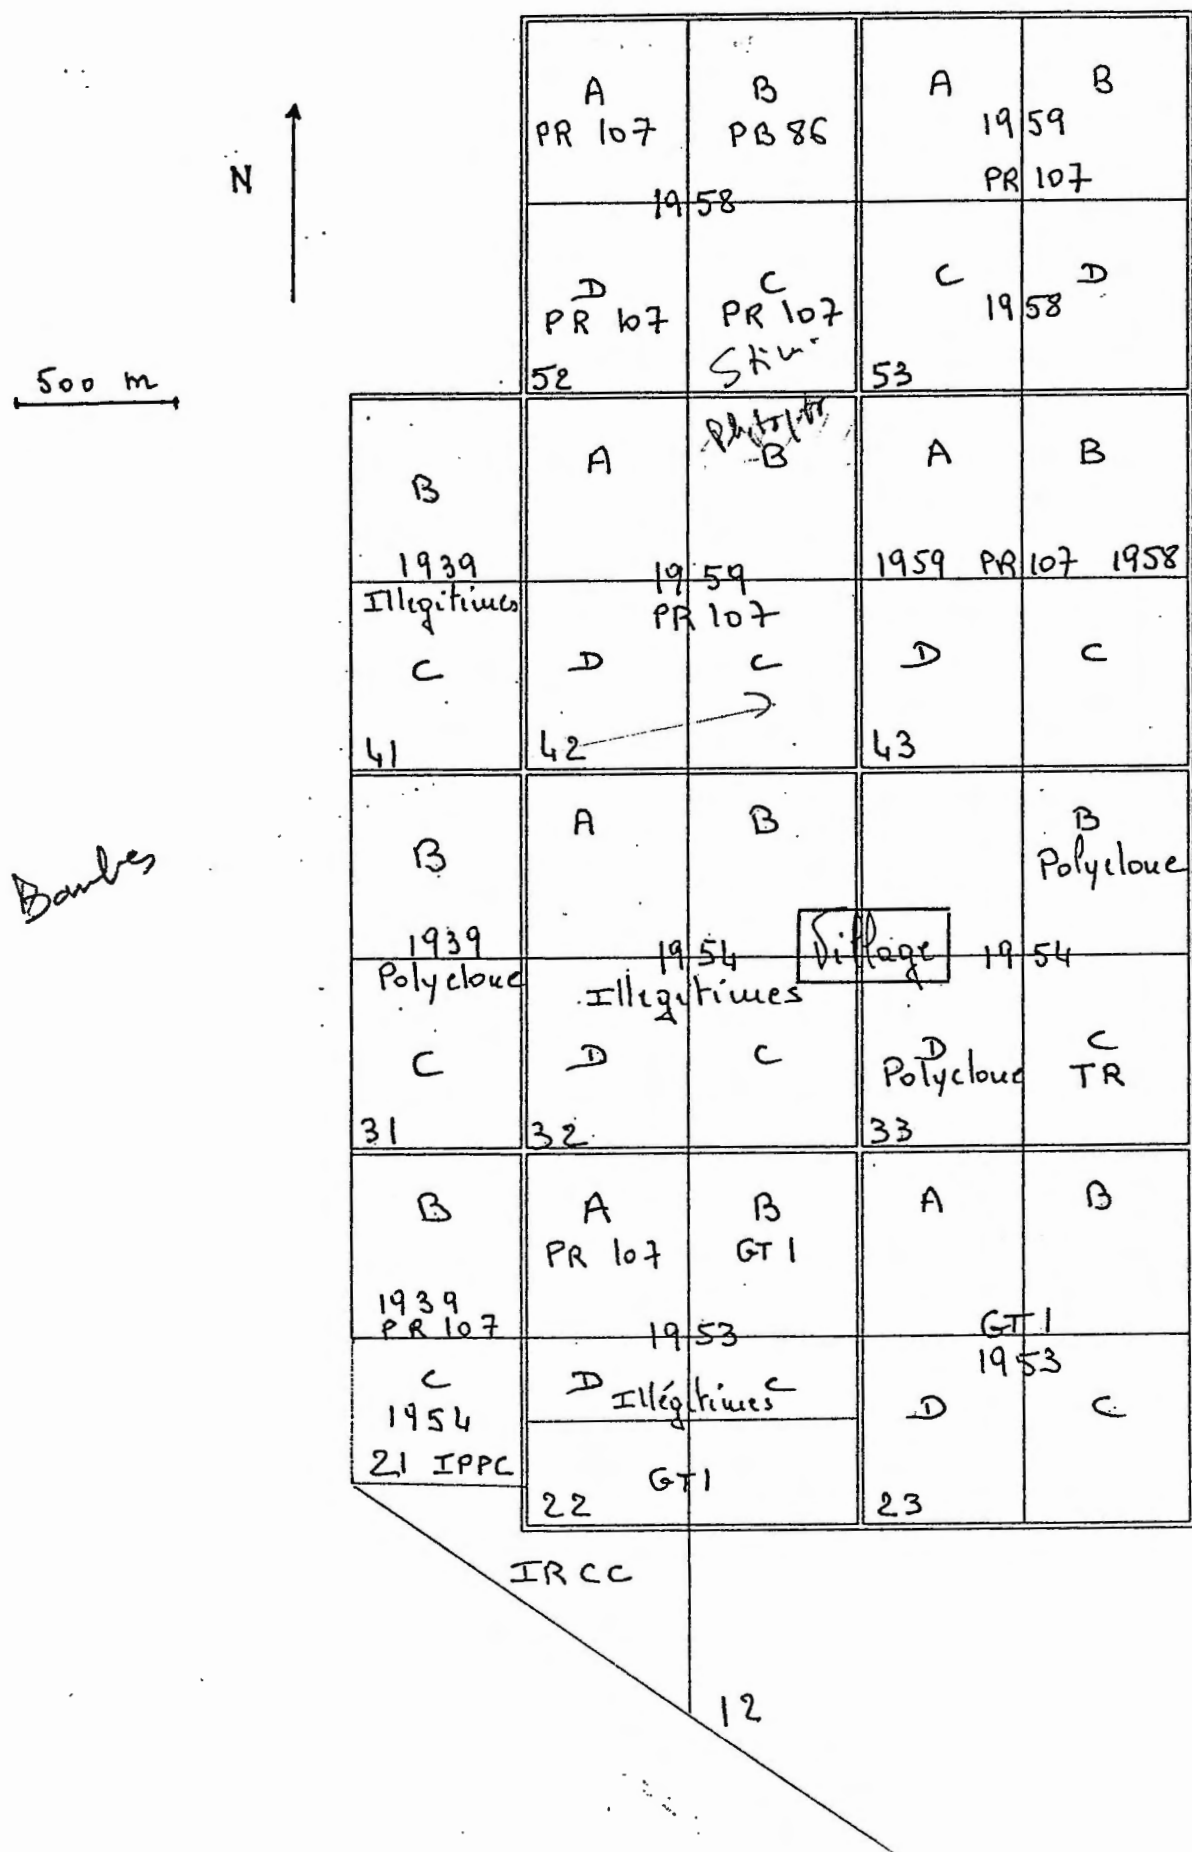 A B A B
PR 107 PB 86 1959
N
PR 107
1958
D C C D
PR 107 PR 107 1958
Stim.
500 m
52 53
B
A A B
B
1939 1959 1959 PR 107 1958
Illegitimes PR 107
C D C D C
41 42 43
A B B
B Polyclone
1939 1954 Village 1954
Polyclone Illegitimes
C D C D C
Polyclone TR
31 32 33
B A B A B
PR 107 GT 1
1939
PR 107 1953 GT 1
1953
C D Illégitimes C D C
1954
21 IPPC GT 1
22 23
IRCC
12